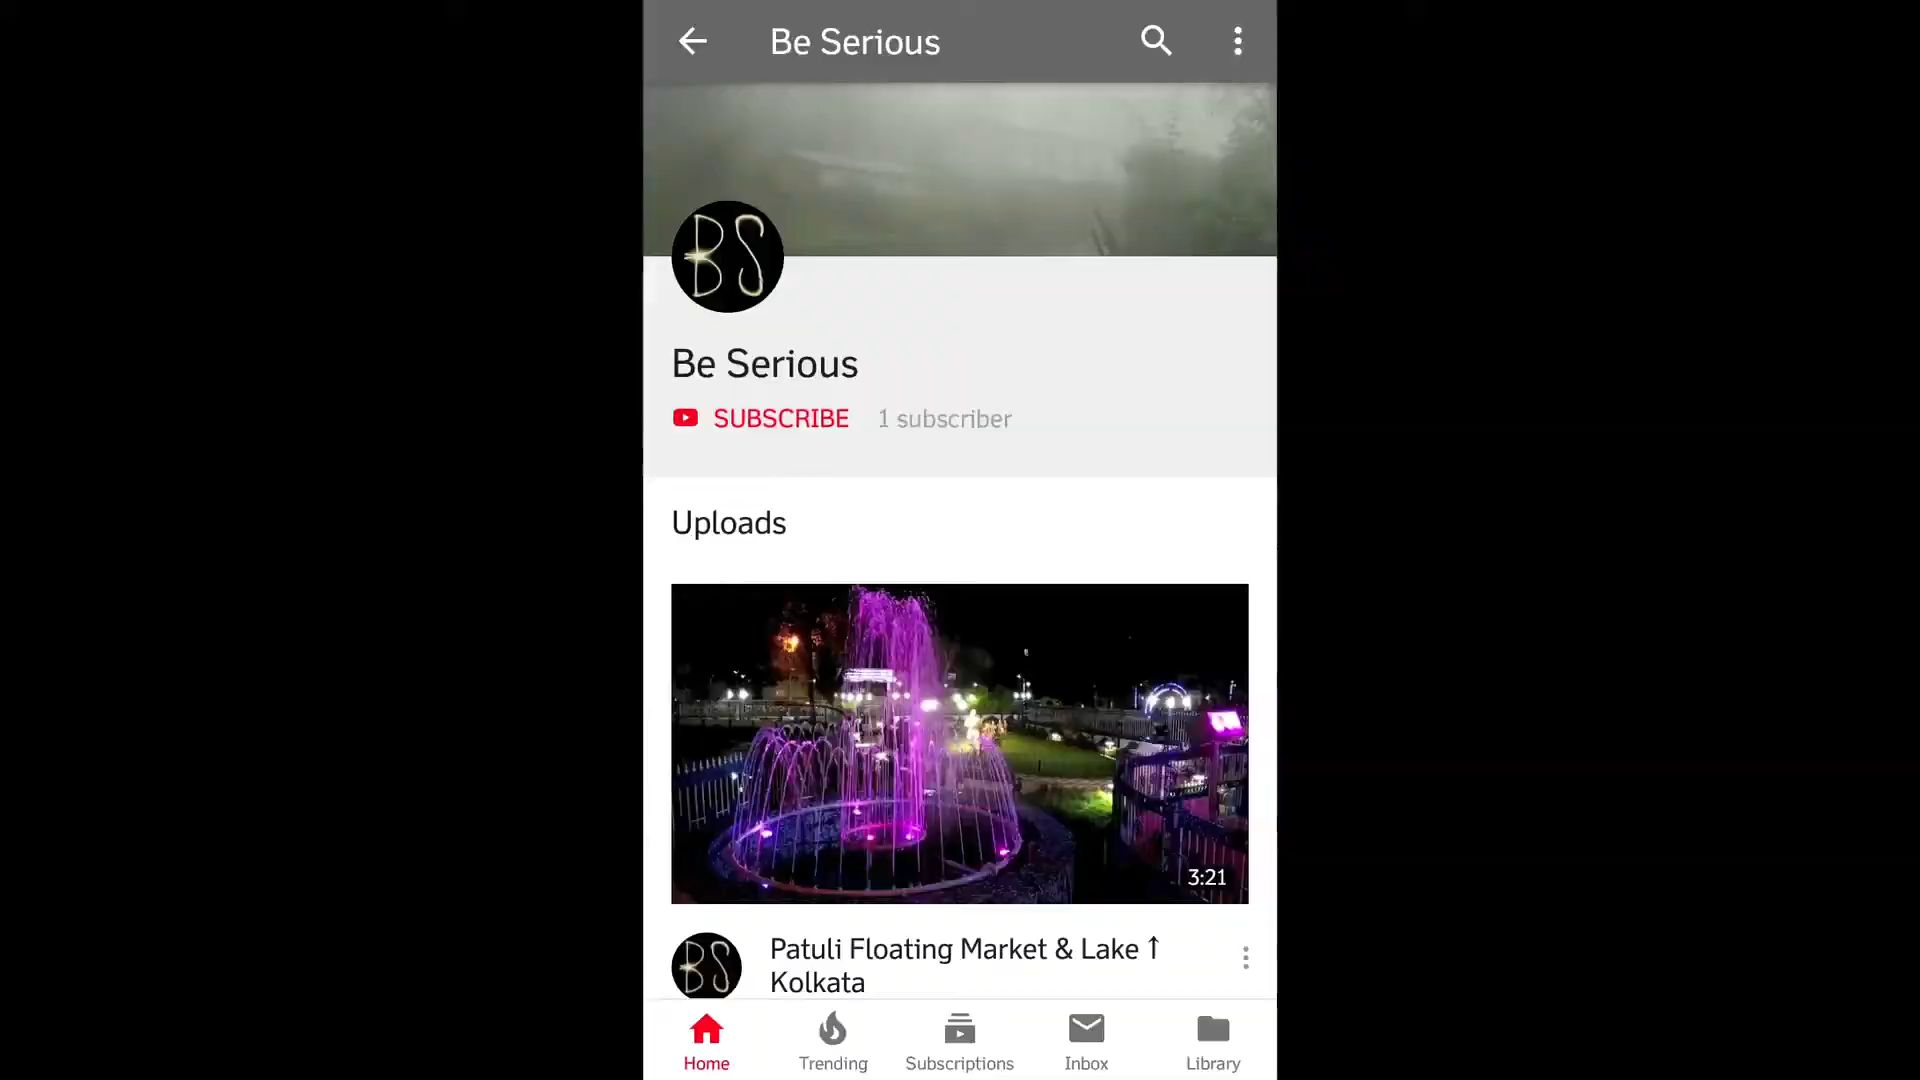 Be Serious
BS
Be Serious
SUBSCRIBE 1 subscriber
Uploads
3:21
BS
Patuli Floating Market & Lake ↑
Kolkata
Home Trending Subscriptions Inbox Library